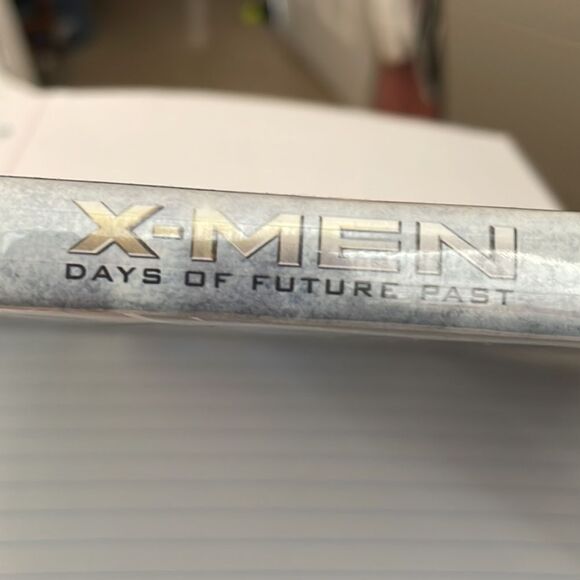 X-MEN
DAYS OF FUTURE PAST